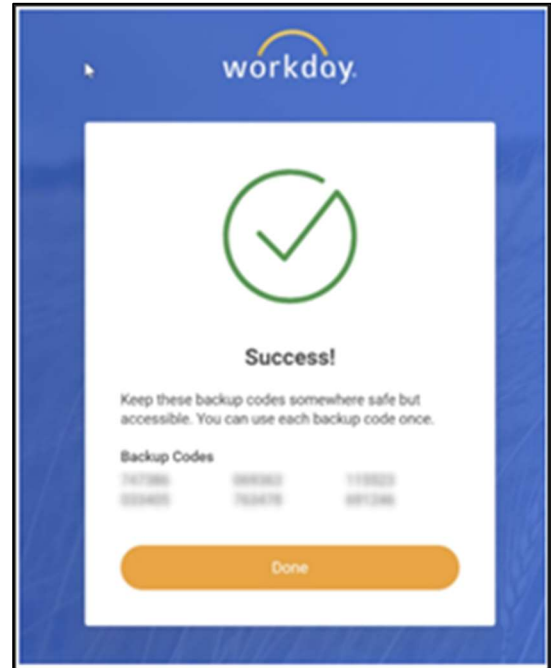 workday.
Success!
Keep these backup codes somewhere safe but
accessible. You can use each backup code once.
Backup Codes
Done